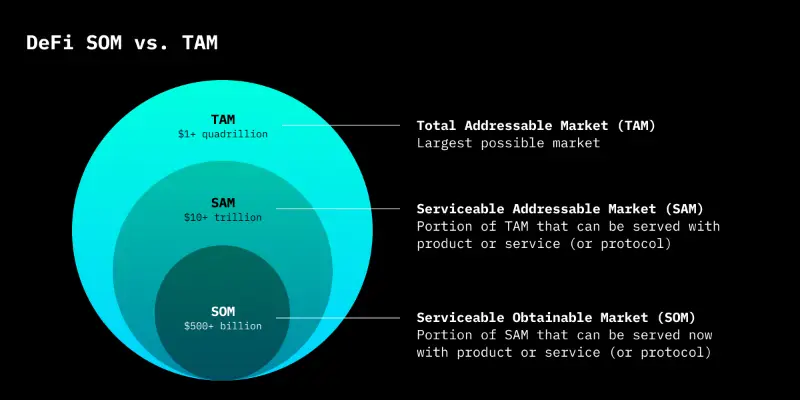 DeFi SOM vs. TAM
TAM
$1+ quadrillion
Total Addressable Market (TAM)
Largest possible market
SAM
$10+ trillion
Serviceable Addressable Market (SAM)
Portion of TAM that can be served with
product or service (or protocol)
SOM
$500+ billion
Serviceable Obtainable Market (SOM)
Portion of SAM that can be served now
with product or service (or protocol)